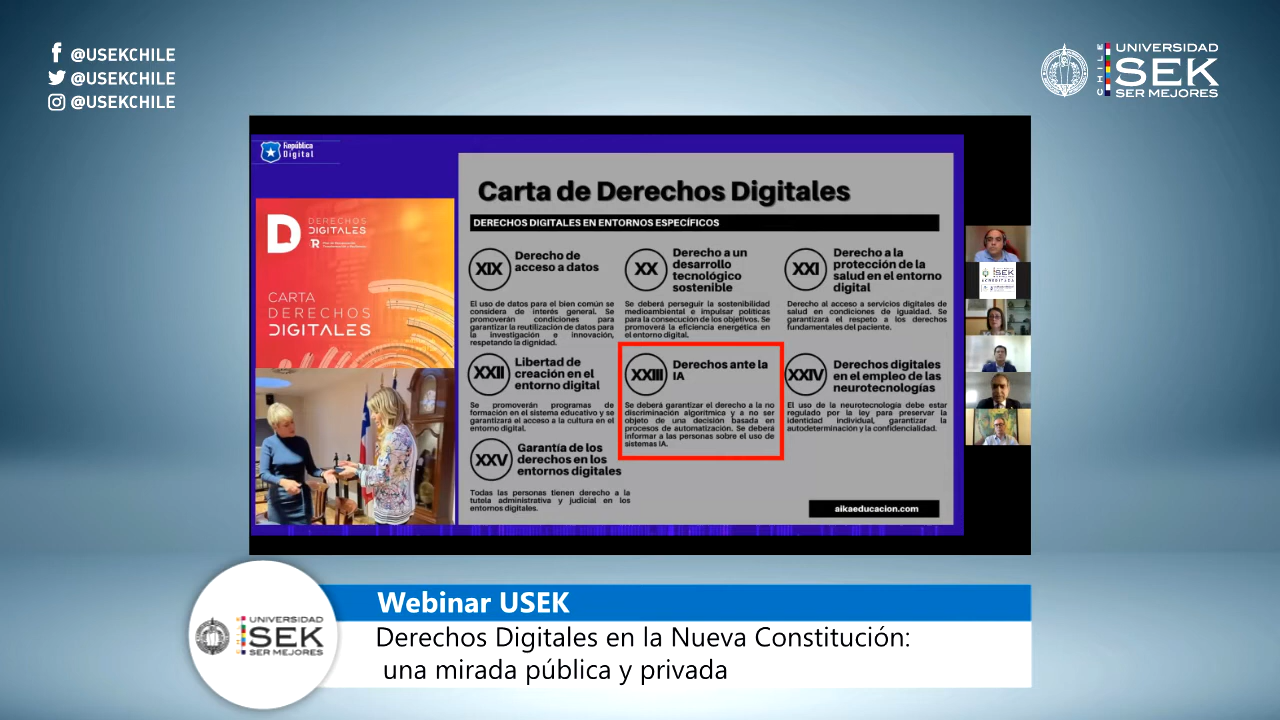 @USEKCHILE
@USEKCHILE
@USEKCHILE
CHILE
UNIVERSIDAD
SEK
SER MEJORES
República
Digital
DERECHOS
DIGITALES
CARTA
DERECHOS
DIGITALES
Carta de Derechos Digitales
DERECHOS DIGITALES EN ENTORNOS ESPECÍFICOS
XIX
Derecho de
acceso a datos
El uso de datos para el bien común se
considera de interés general. Se
promoverán condiciones para
garantizar la reutilización de datos para
la investigación e innovación,
respetando la dignidad.
XX
Derecho a un
desarrollo
tecnológico
sostenible
Se deberá perseguir la sostenibilidad
medioambiental e impulsar políticas
para la consecución de los objetivos. Se
promoverá la eficiencia energética en
el entorno digital.
XXI
Derecho a la
protección de la
salud en el entorno
digital
Derecho al acceso a servicios digitales de
salud en condiciones de igualdad. Se
garantizará el respeto a los derechos
fundamentales del paciente.
XXII
Libertad de
creación en el
entorno digital
Se promoverán programas de
formación en el sistema educativo y se
garantizará el acceso a la cultura en el
entorno digital.
XXIII
Derechos ante la
IA
Se deberá garantizar el derecho a la no
discriminación algorítmica y a no ser
objeto de una decisión basada en
procesos de automatización. Se deberá
informar a las personas sobre el uso de
sistemas IA.
XXIV
Derechos digitales
en el empleo de las
neurotecnologías
El uso de la neurotecnología debe estar
regulado por la ley para preservar la
identidad individual, garantizar la
autodeterminación y la confidencialidad.
XXV
Garantía de los
derechos en los
entornos digitales
Todas las personas tienen derecho a la
tutela administrativa y judicial en los
entornos digitales.
aikaeducacion.com
SEK
UNIVERSIDAD
SEK
SER MEJORES
Webinar USEK
Derechos Digitales en la Nueva Constitución:
una mirada pública y privada